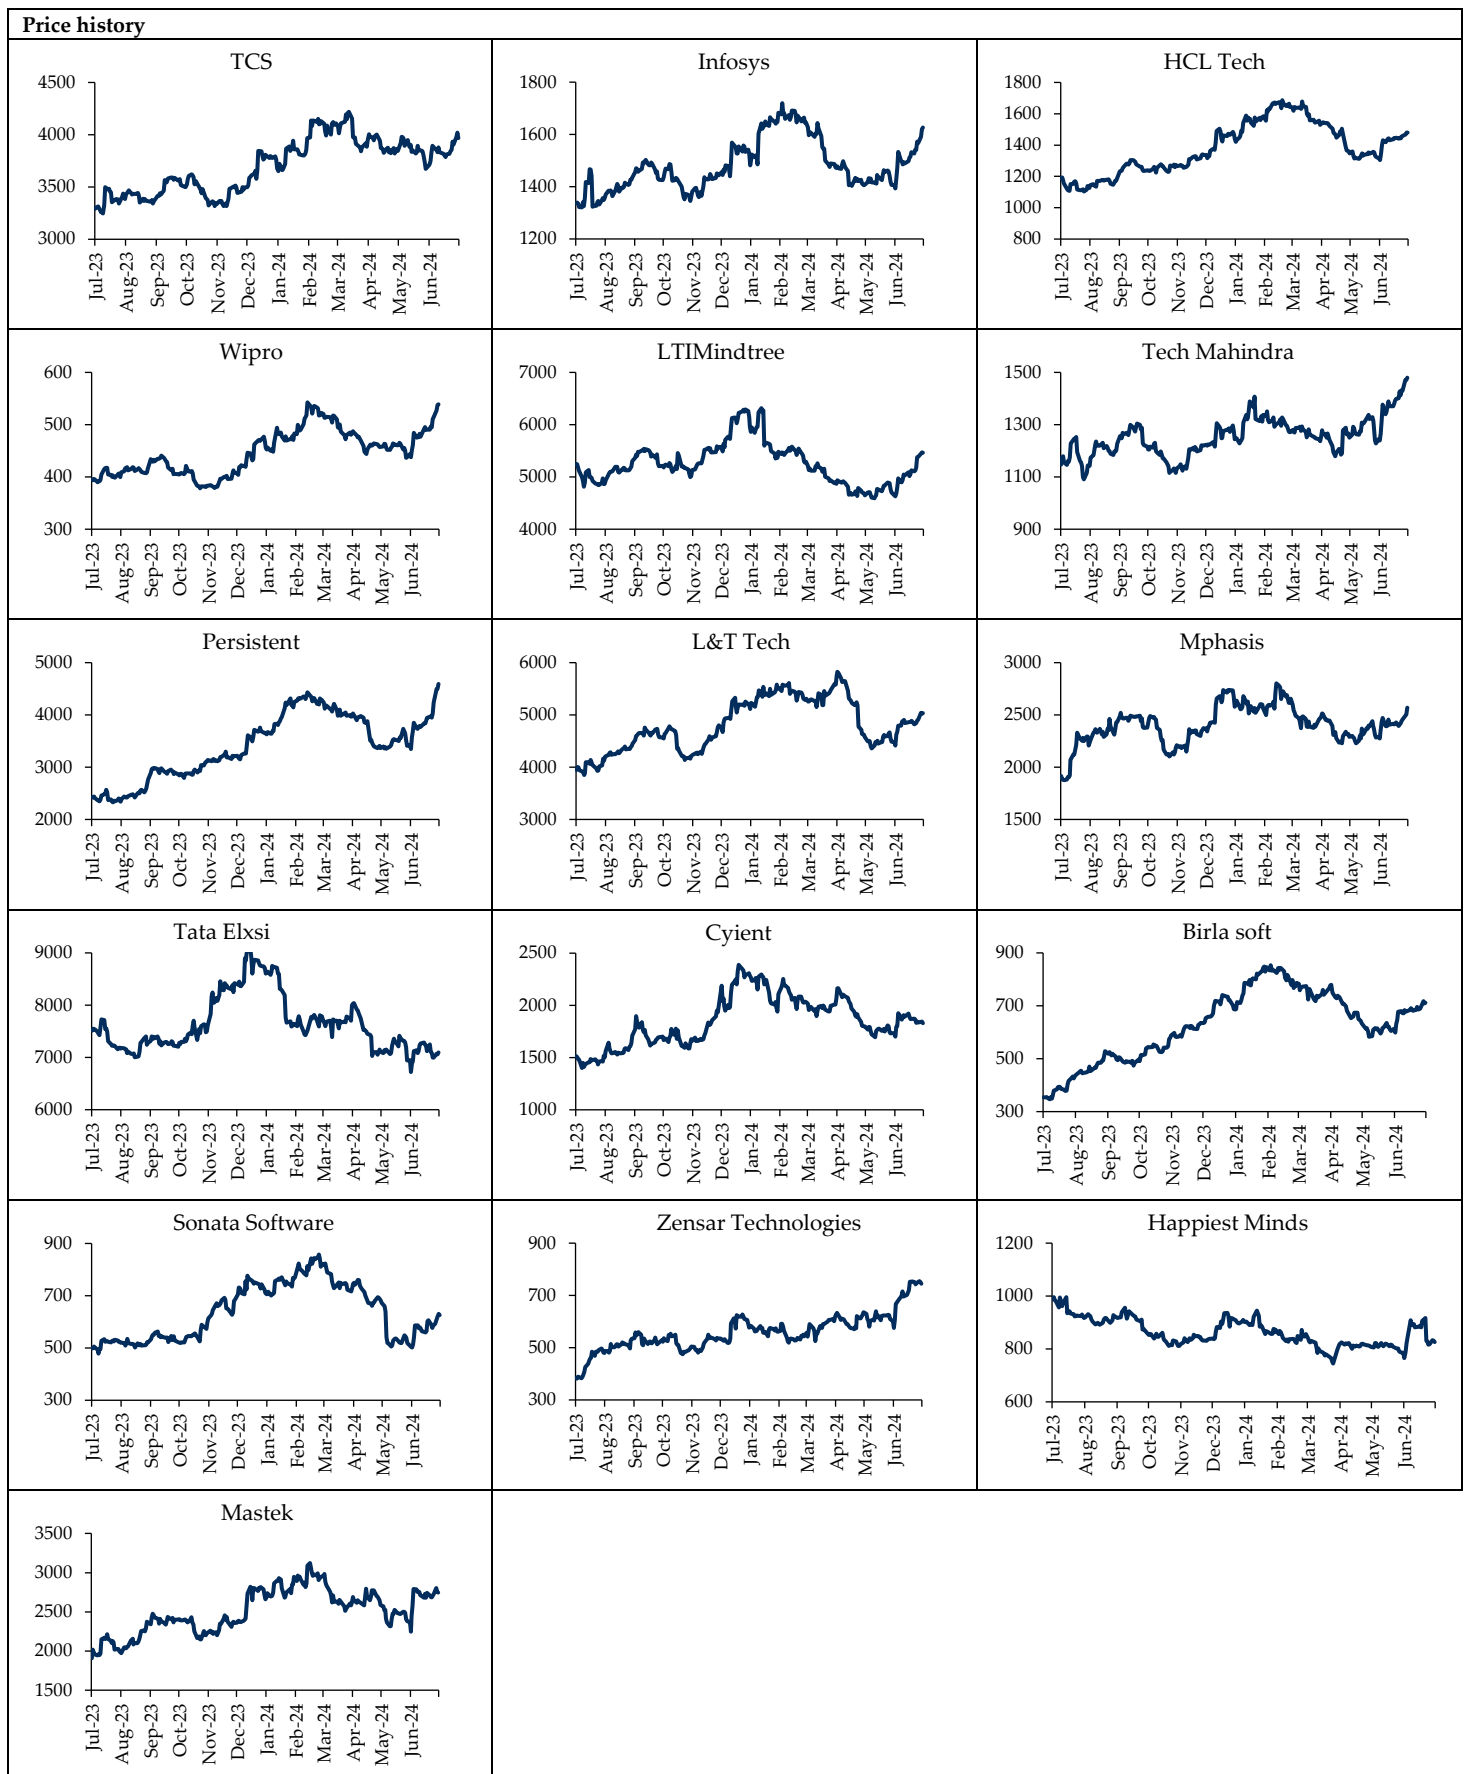 Price history
TCS
4500
4000
3500
3000
Jul-23
Aug-23
Sep-23
Oct-23
Nov-23
Dec-23
Jan-24
Feb-24
Mar-24
Apr-24
May-24
Jun-24
Infosys
1800
1600
1400
1200
Jul-23
Aug-23
Sep-23
Oct-23
Nov-23
Dec-23
Jan-24
Feb-24
Mar-24
Apr-24
May-24
Jun-24
HCL Tech
1800
1600
1400
1200
1000
800
Jul-23
Aug-23
Sep-23
Oct-23
Nov-23
Dec-23
Jan-24
Feb-24
Mar-24
Apr-24
May-24
Jun-24
Wipro
600
500
400
300
Jul-23
Aug-23
Sep-23
Oct-23
Nov-23
Dec-23
Jan-24
Feb-24
Mar-24
Apr-24
May-24
Jun-24
LTIMindtree
7000
6000
5000
4000
Jul-23
Aug-23
Sep-23
Oct-23
Nov-23
Dec-23
Jan-24
Feb-24
Mar-24
Apr-24
May-24
Jun-24
Tech Mahindra
1500
1300
1100
900
Jul-23
Aug-23
Sep-23
Oct-23
Nov-23
Dec-23
Jan-24
Feb-24
Mar-24
Apr-24
May-24
Jun-24
Persistent
5000
4000
3000
2000
Jul-23
Aug-23
Sep-23
Oct-23
Nov-23
Dec-23
Jan-24
Feb-24
Mar-24
Apr-24
May-24
Jun-24
L&T Tech
6000
5000
4000
3000
Jul-23
Aug-23
Sep-23
Oct-23
Nov-23
Dec-23
Jan-24
Feb-24
Mar-24
Apr-24
May-24
Jun-24
Mphasis
3000
2500
2000
1500
Jul-23
Aug-23
Sep-23
Oct-23
Nov-23
Dec-23
Jan-24
Feb-24
Mar-24
Apr-24
May-24
Jun-24
Tata Elxsi
9000
8000
7000
6000
Jul-23
Aug-23
Sep-23
Oct-23
Nov-23
Dec-23
Jan-24
Feb-24
Mar-24
Apr-24
May-24
Jun-24
Cyient
2500
2000
1500
1000
Jul-23
Aug-23
Sep-23
Oct-23
Nov-23
Dec-23
Jan-24
Feb-24
Mar-24
Apr-24
May-24
Jun-24
Birla soft
900
700
500
300
Jul-23
Aug-23
Sep-23
Oct-23
Nov-23
Dec-23
Jan-24
Feb-24
Mar-24
Apr-24
May-24
Jun-24
Sonata Software
900
700
500
300
Jul-23
Aug-23
Sep-23
Oct-23
Nov-23
Dec-23
Jan-24
Feb-24
Mar-24
Apr-24
May-24
Jun-24
Zensar Technologies
900
700
500
300
Jul-23
Aug-23
Sep-23
Oct-23
Nov-23
Dec-23
Jan-24
Feb-24
Mar-24
Apr-24
May-24
Jun-24
Happiest Minds
1200
1000
800
600
Jul-23
Aug-23
Sep-23
Oct-23
Nov-23
Dec-23
Jan-24
Feb-24
Mar-24
Apr-24
May-24
Jun-24
Mastek
3500
3000
2500
2000
1500
Jul-23
Aug-23
Sep-23
Oct-23
Nov-23
Dec-23
Jan-24
Feb-24
Mar-24
Apr-24
May-24
Jun-24